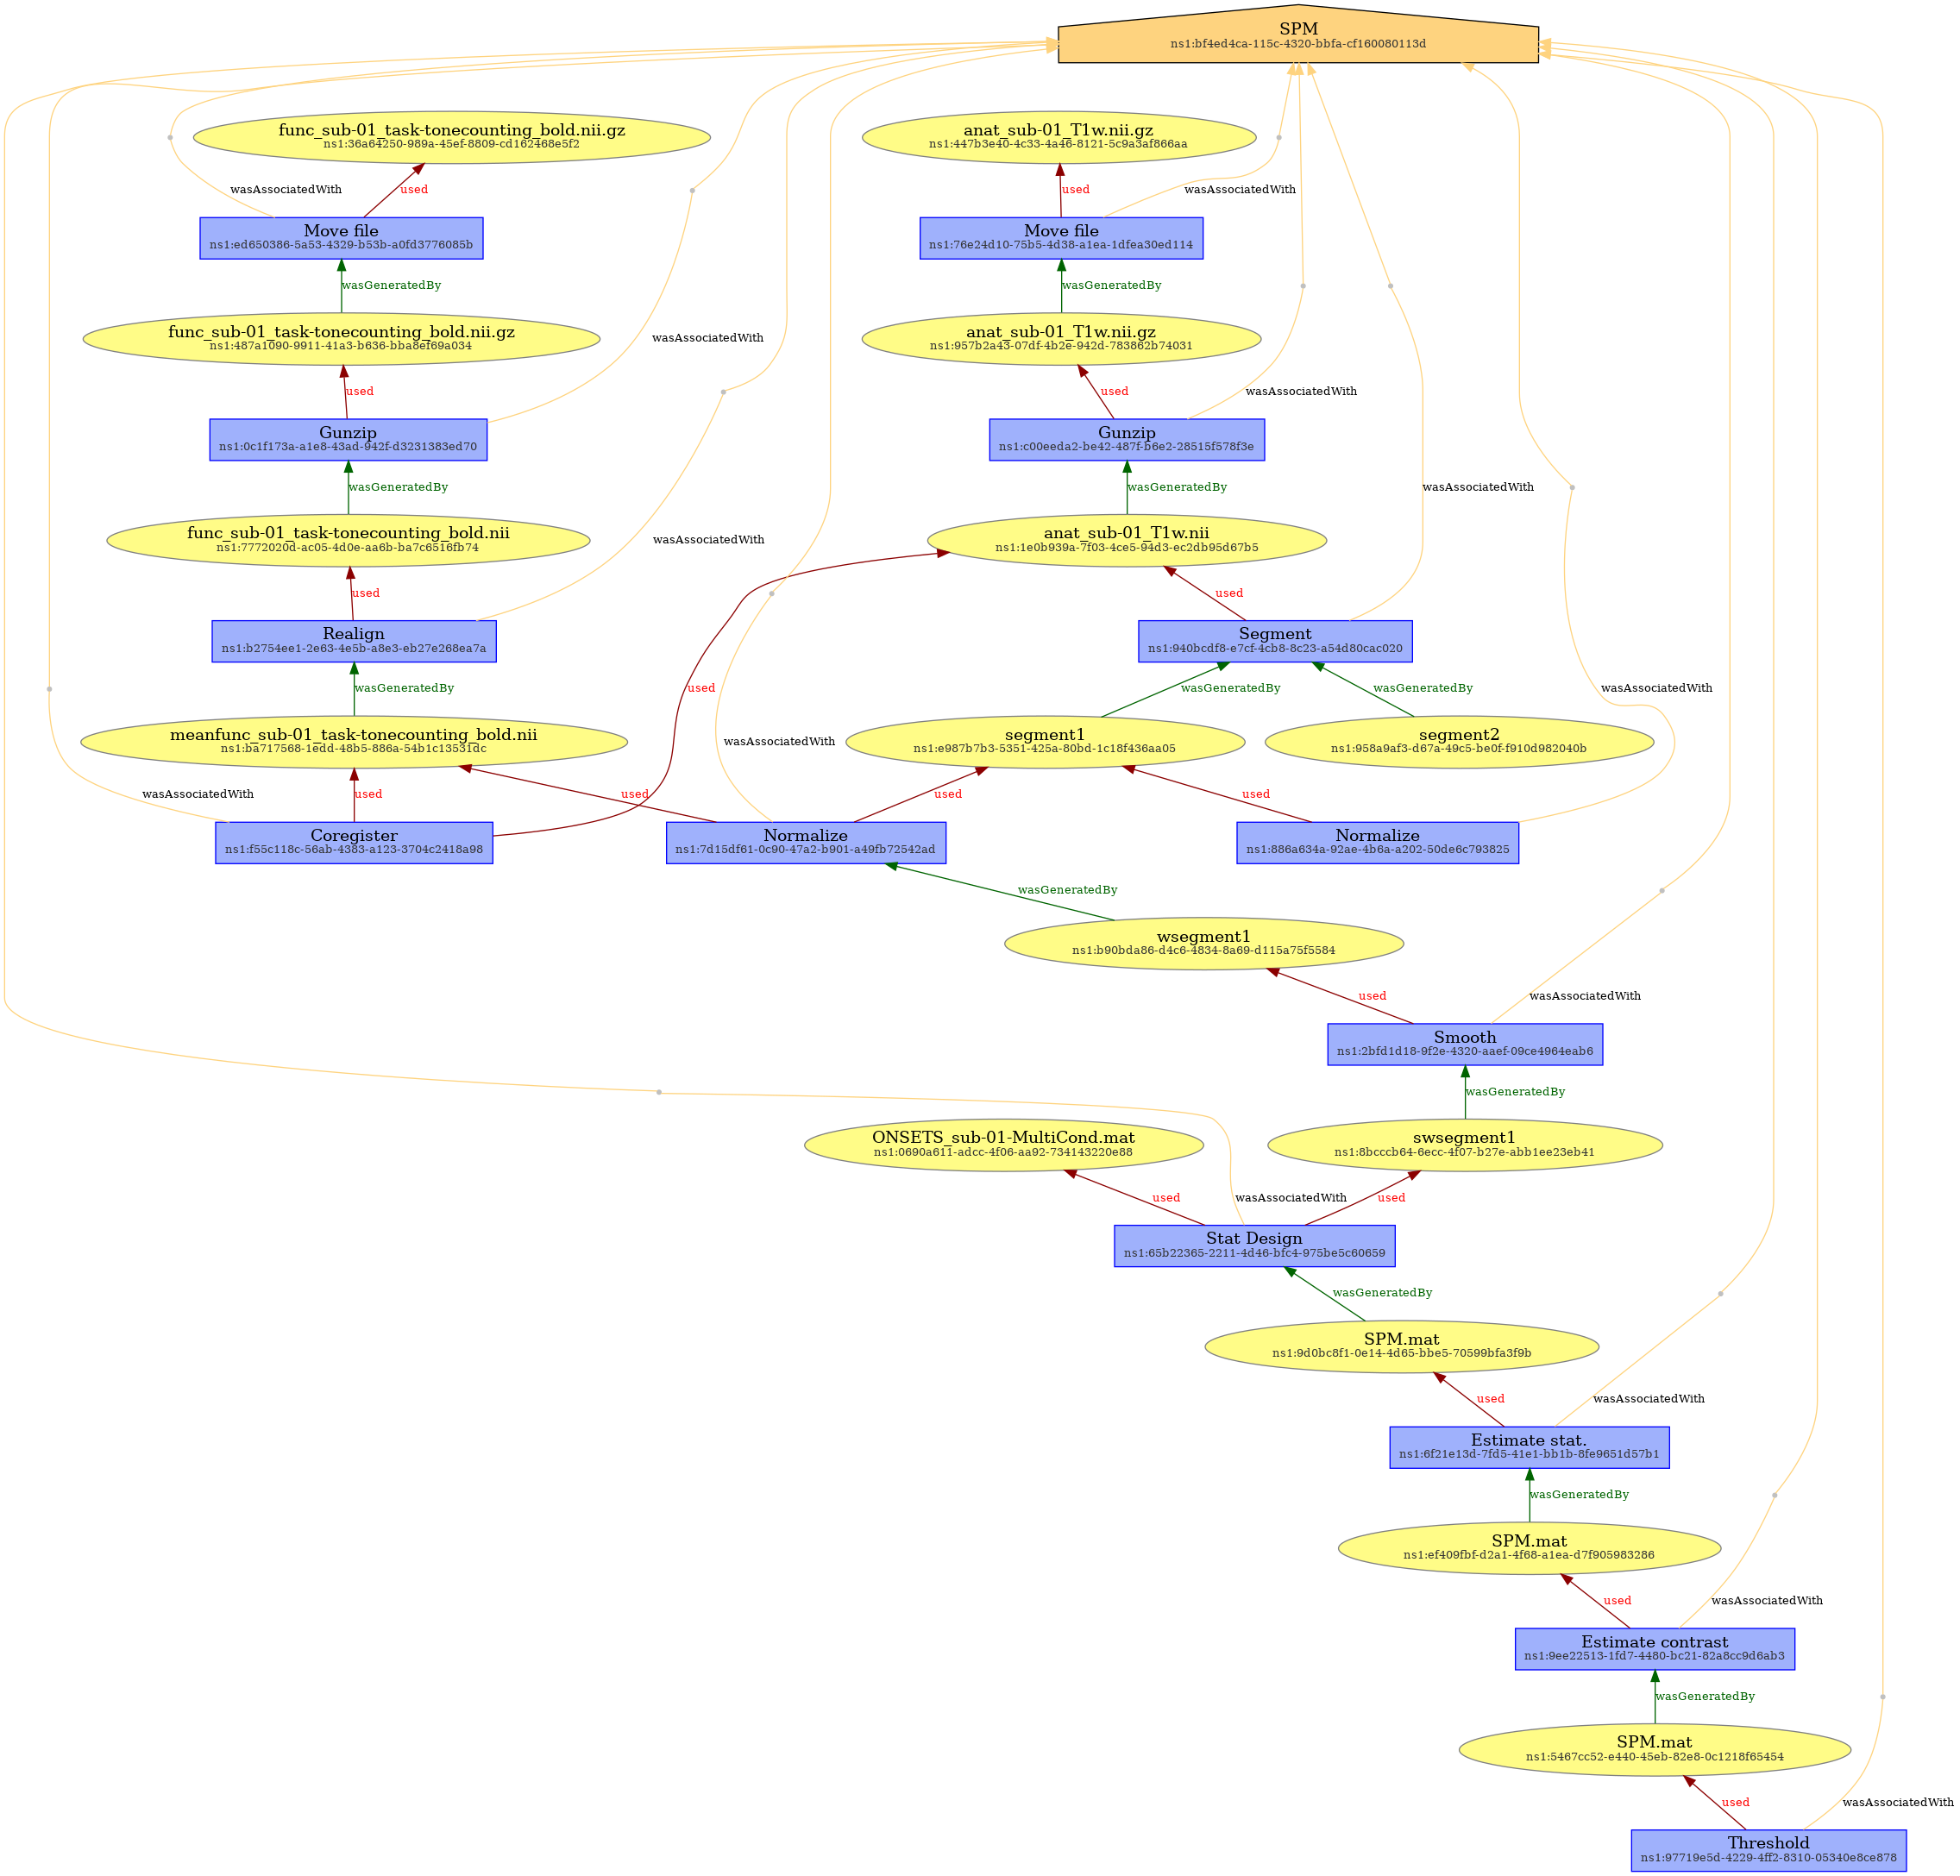 SPM
ns1:bf4ed4ca-115c-4320-bbfa-cf160080113d
func_sub-01_task-tonecounting_bold.nii.gz
ns1:36a64250-989a-45ef-8809-cd162468e5f2
anat_sub-01_T1w.nii.gz
ns1:447b3e40-4c33-4a46-8121-5c9a3af866aa
wasAssociatedWith
used
used
wasAssociatedWith
Move file
ns1:ed650386-5a53-4329-b53b-a0fd3776085b
Move file
ns1:76e24d10-75b5-4d38-a1ea-1dfea30ed114
wasGeneratedBy
wasGeneratedBy
func_sub-01_task-tonecounting_bold.nii.gz
ns1:487a1090-9911-41a3-b636-bba8ef69a034
wasAssociatedWith
anat_sub-01_T1w.nii.gz
ns1:957b2a43-07df-4b2e-942d-783862b74031
used
used
wasAssociatedWith
Gunzip
ns1:0c1f173a-a1e8-43ad-942f-d3231383ed70
Gunzip
ns1:c00eeda2-be42-487f-b6e2-28515f578f3e
wasGeneratedBy
wasGeneratedBy
wasAssociatedWith
func_sub-01_task-tonecounting_bold.nii
ns1:7772020d-ac05-4d0e-aa6b-ba7c6516fb74
wasAssociatedWith
anat_sub-01_T1w.nii
ns1:1e0b939a-7f03-4ce5-94d3-ec2db95d67b5
used
used
Realign
ns1:b2754ee1-2e63-4e5b-a8e3-eb27e268ea7a
Segment
ns1:940bcdf8-e7cf-4cb8-8c23-a54d80cac020
wasGeneratedBy
used
wasGeneratedBy
wasGeneratedBy
wasAssociatedWith
meanfunc_sub-01_task-tonecounting_bold.nii
ns1:ba717568-1edd-48b5-886a-54b1c13531dc
wasAssociatedWith
segment1
ns1:e987b7b3-5351-425a-80bd-1c18f436aa05
segment2
ns1:958a9af3-d67a-49c5-be0f-f910d982040b
wasAssociatedWith
used
used
used
used
Coregister
ns1:f55c118c-56ab-4383-a123-3704c2418a98
Normalize
ns1:7d15df61-0c90-47a2-b901-a49fb72542ad
Normalize
ns1:886a634a-92ae-4b6a-a202-50de6c793825
wasGeneratedBy
wsegment1
ns1:b90bda86-d4c6-4834-8a69-d115a75f5584
used
wasAssociatedWith
Smooth
ns1:2bfd1d18-9f2e-4320-aaef-09ce4964eab6
wasGeneratedBy
ONSETS_sub-01-MultiCond.mat
ns1:0690a611-adcc-4f06-aa92-734143220e88
swsegment1
ns1:8bcccb64-6ecc-4f07-b27e-abb1ee23eb41
used
wasAssociatedWith
used
Stat Design
ns1:65b22365-2211-4d46-bfc4-975be5c60659
wasGeneratedBy
SPM.mat
ns1:9d0bc8f1-0e14-4d65-bbe5-70599bfa3f9b
used
wasAssociatedWith
Estimate stat.
ns1:6f21e13d-7fd5-41e1-bb1b-8fe9651d57b1
wasGeneratedBy
SPM.mat
ns1:ef409fbf-d2a1-4f68-a1ea-d7f905983286
used
wasAssociatedWith
Estimate contrast
ns1:9ee22513-1fd7-4480-bc21-82a8cc9d6ab3
wasGeneratedBy
SPM.mat
ns1:5467cc52-e440-45eb-82e8-0c1218f65454
used
wasAssociatedWith
Threshold
ns1:97719e5d-4229-4ff2-8310-05340e8ce878